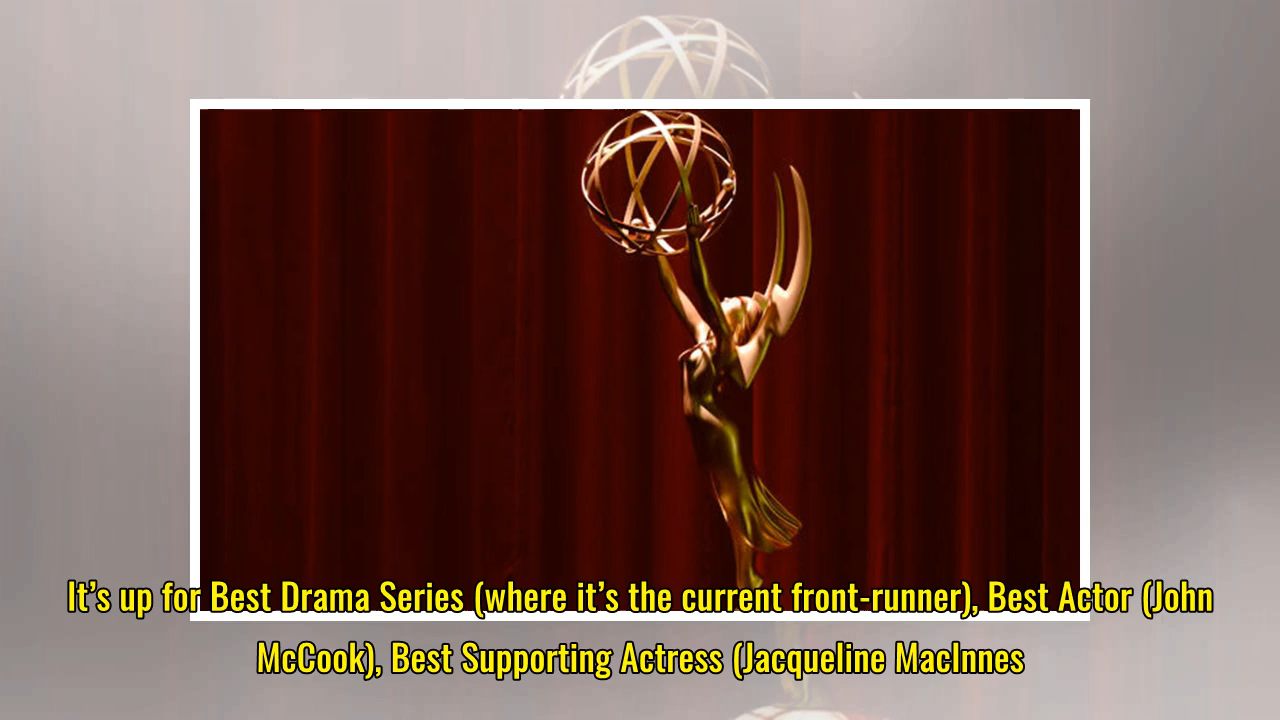 It’s up for Best Drama Series (where it’s the current front-runner), Best Actor (John
McCook), Best Supporting Actress (Jacqueline MacInnes